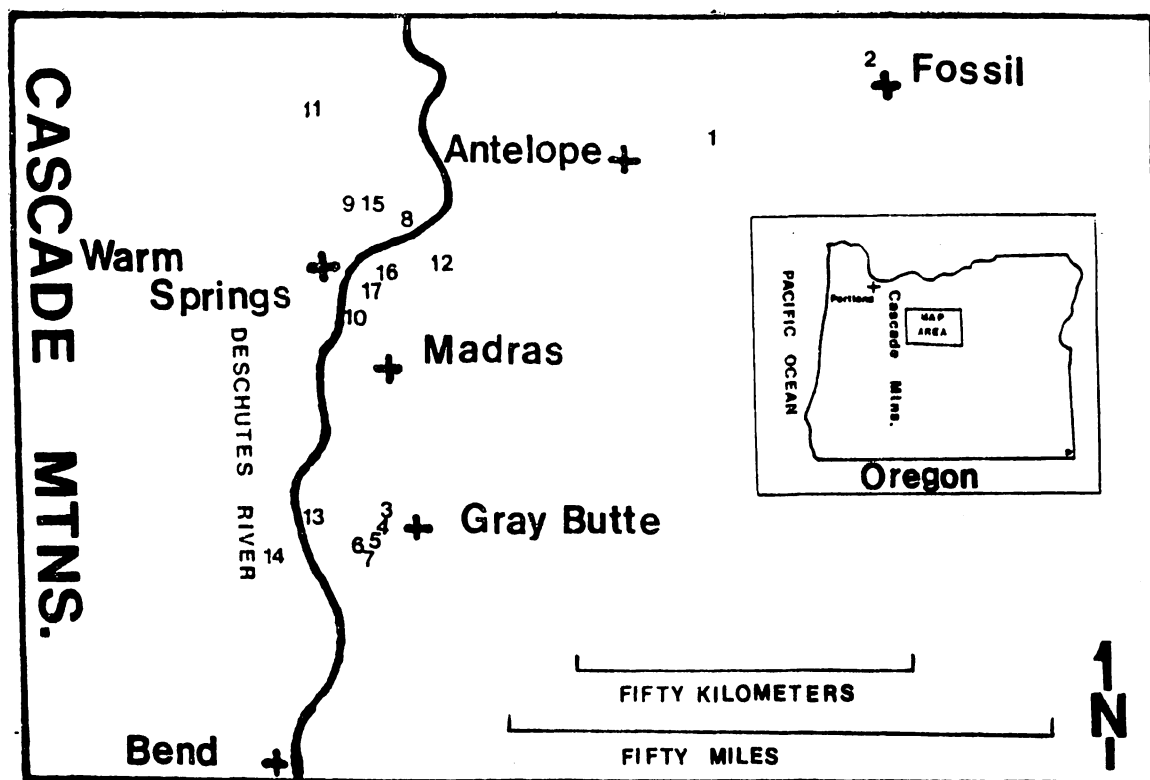 CASCADE MTNS.
2
Fossil
11
1
Antelope
9 15
8
Warm
Springs
12
16
17
10
DESCHUTES RIVER
Madras
3
4
5
6
7
13
14
Gray Butte
PACIFIC OCEAN
Portland
Cascade Mtns.
MAP
AREA
Oregon
FIFTY KILOMETERS
FIFTY MILES
N
Bend